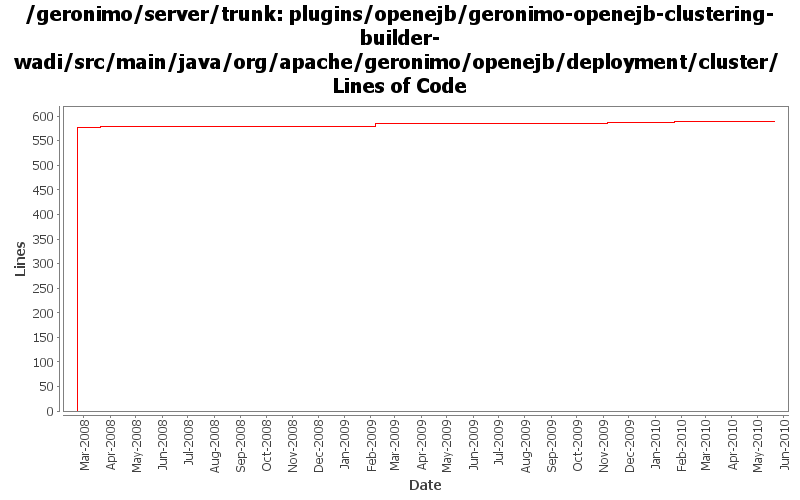 /geronimo/server/trunk: plugins/openejb/geronimo-openejb-clustering-
builder-
wadi/src/main/java/org/apache/geronimo/openejb/deployment/cluster/
Lines of Code
600
550
500
450
400
350
300
250
200
150
100
50
0
Lines
Mar-2008
Apr-2008
May-2008
Jun-2008
Jul-2008
Aug-2008
Sep-2008
Oct-2008
Nov-2008
Dec-2008
Jan-2009
Feb-2009
Mar-2009
Apr-2009
May-2009
Jun-2009
Jul-2009
Aug-2009
Sep-2009
Oct-2009
Nov-2009
Dec-2009
Jan-2010
Feb-2010
Mar-2010
Apr-2010
May-2010
Jun-2010
Date